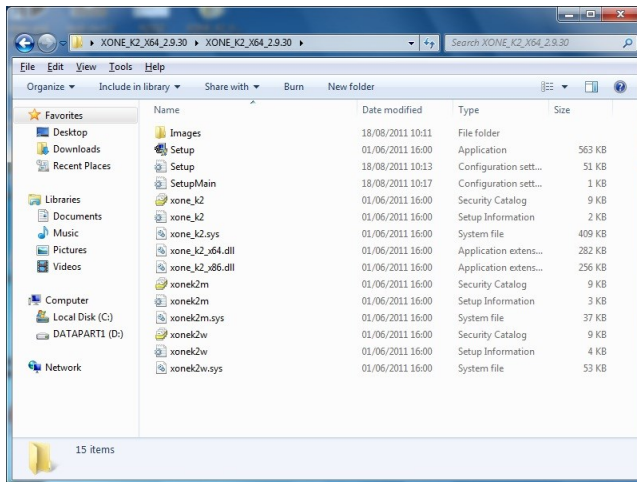 XONE_K2_X64_2.9.30 XONE_K2_X64_2.9.30 Search XONE_K2_X64_2.9.30
File Edit View Tools Help
Organize Include in library Share with Burn New folder
Favorites
Desktop
Downloads
Recent Places
Libraries
Documents
Music
Pictures
Videos
Computer
Local Disk (C:)
DATAPART1 (D:)
Network
Name Date modified Type Size
Images 18/08/2011 10:11 File folder
Setup 01/06/2011 16:00 Application 563 KB
Setup 18/08/2011 10:13 Configuration sett... 51 KB
SetupMain 18/08/2011 10:17 Configuration sett... 1 KB
xone_k2 01/06/2011 16:00 Security Catalog 9 KB
xone_k2 01/06/2011 16:00 Setup Information 2 KB
xone_k2.sys 01/06/2011 16:00 System file 409 KB
xone_k2_x64.dll 01/06/2011 16:00 Application extens... 282 KB
xone_k2_x86.dll 01/06/2011 16:00 Application extens... 256 KB
xonek2m 01/06/2011 16:00 Security Catalog 9 KB
xonek2m 01/06/2011 16:00 Setup Information 3 KB
xonek2m.sys 01/06/2011 16:00 System file 37 KB
xonek2w 01/06/2011 16:00 Security Catalog 9 KB
xonek2w 01/06/2011 16:00 Setup Information 4 KB
xonek2w.sys 01/06/2011 16:00 System file 53 KB
15 items